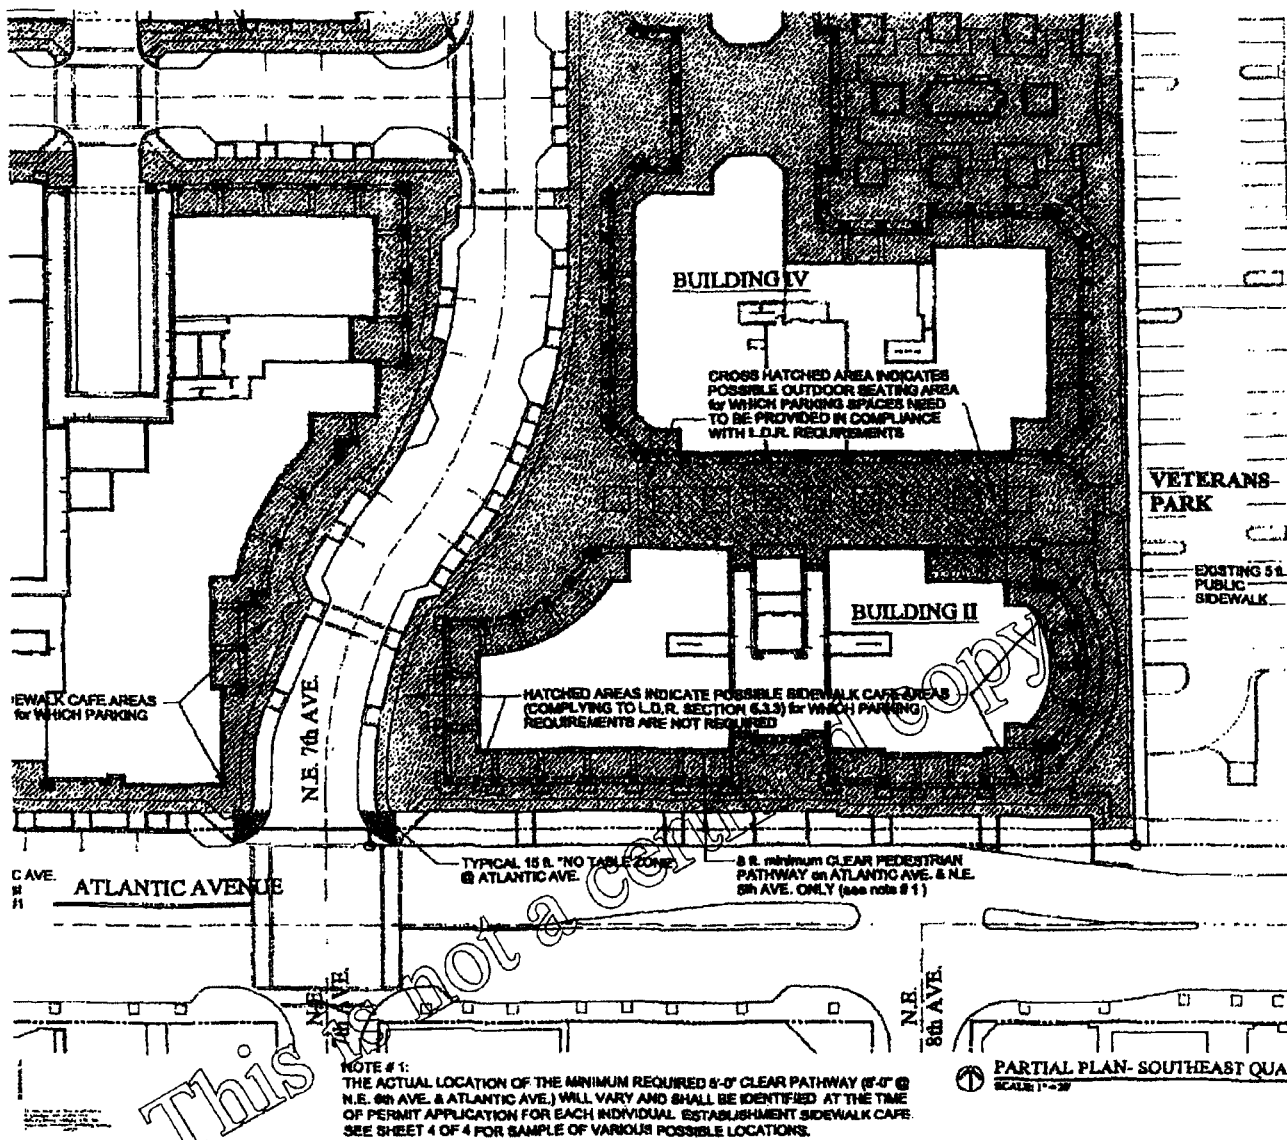 BUILDING IV
CROSS HATCHED AREA INDICATES
POSSIBLE OUTDOOR SEATING AREA
for WHICH PARKING SPACES NEED
TO BE PROVIDED IN COMPLIANCE
WITH L.D.R. REQUIREMENTS
VETERANS
PARK
EXISTING 5 ft.
PUBLIC
SIDEWALK
BUILDING II
HATCHED AREAS INDICATE POSSIBLE SIDEWALK CAFE AREAS
(COMPLYING TO L.D.R. SECTION 6.3.3) for WHICH PARKING
REQUIREMENTS ARE NOT REQUIRED
EWALK CAFE AREAS
for WHICH PARKING
N.E. 7th AVE.
TYPICAL 15 ft. "NO TABLE ZONE"
@ ATLANTIC AVE.
8 ft. minimum CLEAR PEDESTRIAN
PATHWAY on ATLANTIC AVE. & N.E.
AVE. ONLY (see note # 1)
C AVE.
ATLANTIC AVENUE
N.E.
7th AVE.
N.E.
8th AVE.
This is not a copy
NOTE # 1:
THE ACTUAL LOCATION OF THE MINIMUM REQUIRED CLEAR PATHWAY @
N.E. AVE. & ATLANTIC AVE.) WILL VARY AND SHALL BE IDENTIFIED AT THE TIME
OF PERMIT APPLICATION FOR EACH INDIVIDUAL ESTABLISHMENT SIDEWALK CAFE.
SEE SHEET 4 OF 4 FOR SAMPLE OF VARIOUS POSSIBLE LOCATIONS.
PARTIAL PLAN- SOUTHEAST QUA